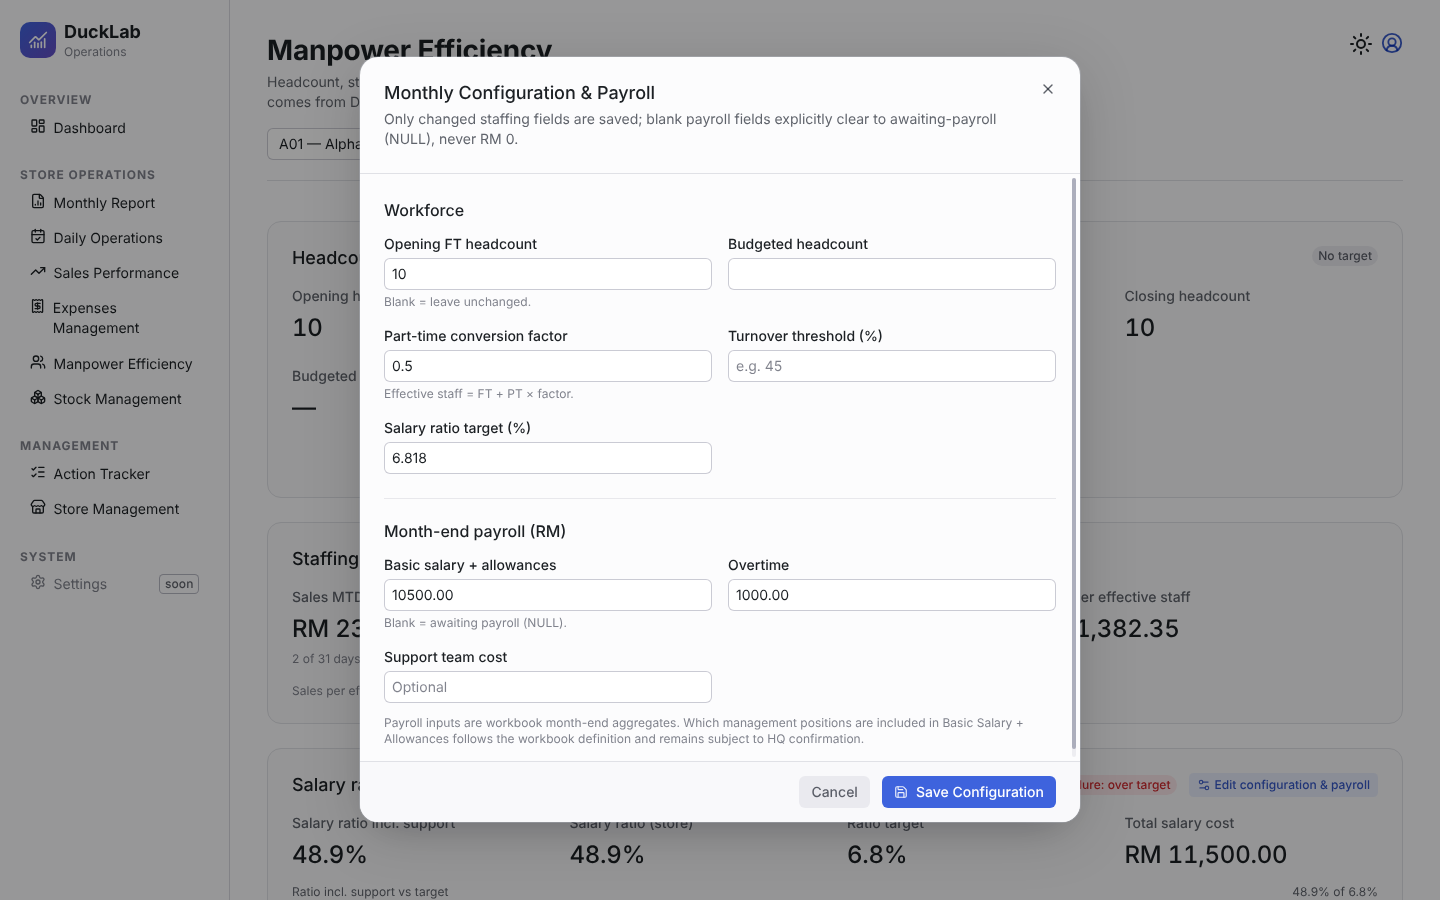 DuckLab
Operations
OVERVIEW
Dashboard
STORE OPERATIONS
Monthly Report
Daily Operations
Sales Performance
Expenses
Management
Manpower Efficiency
Stock Management
MANAGEMENT
Action Tracker
Store Management
SYSTEM
Settings soon
Manpower Efficiency
Headcount,
comes from
A01 — Alpha
No target
Opening
Closing headcount
10
10
Budgeted
—
Staffing
Sales MTD
effective staff
RM
1,382.35
2 of 31 days
Sales per
Salary
over target
Edit configuration & payroll
Salary ratio incl. support
Salary ratio (store)
Ratio target
Total salary cost
48.9%
48.9%
6.8%
RM 11,500.00
Ratio incl. support vs target
48.9% of 6.8%
Monthly Configuration & Payroll
Only changed staffing fields are saved; blank payroll fields explicitly clear to awaiting-payroll
(NULL), never RM 0.
Workforce
Opening FT headcount
Budgeted headcount
10
Blank = leave unchanged.
Part-time conversion factor
Turnover threshold (%)
0.5
e.g. 45
Effective staff = FT + PT × factor.
Salary ratio target (%)
6.818
Month-end payroll (RM)
Basic salary + allowances
Overtime
10500.00
1000.00
Blank = awaiting payroll (NULL).
Support team cost
Optional
Payroll inputs are workbook month-end aggregates. Which management positions are included in Basic Salary +
Allowances follows the workbook definition and remains subject to HQ confirmation.
Cancel
Save Configuration